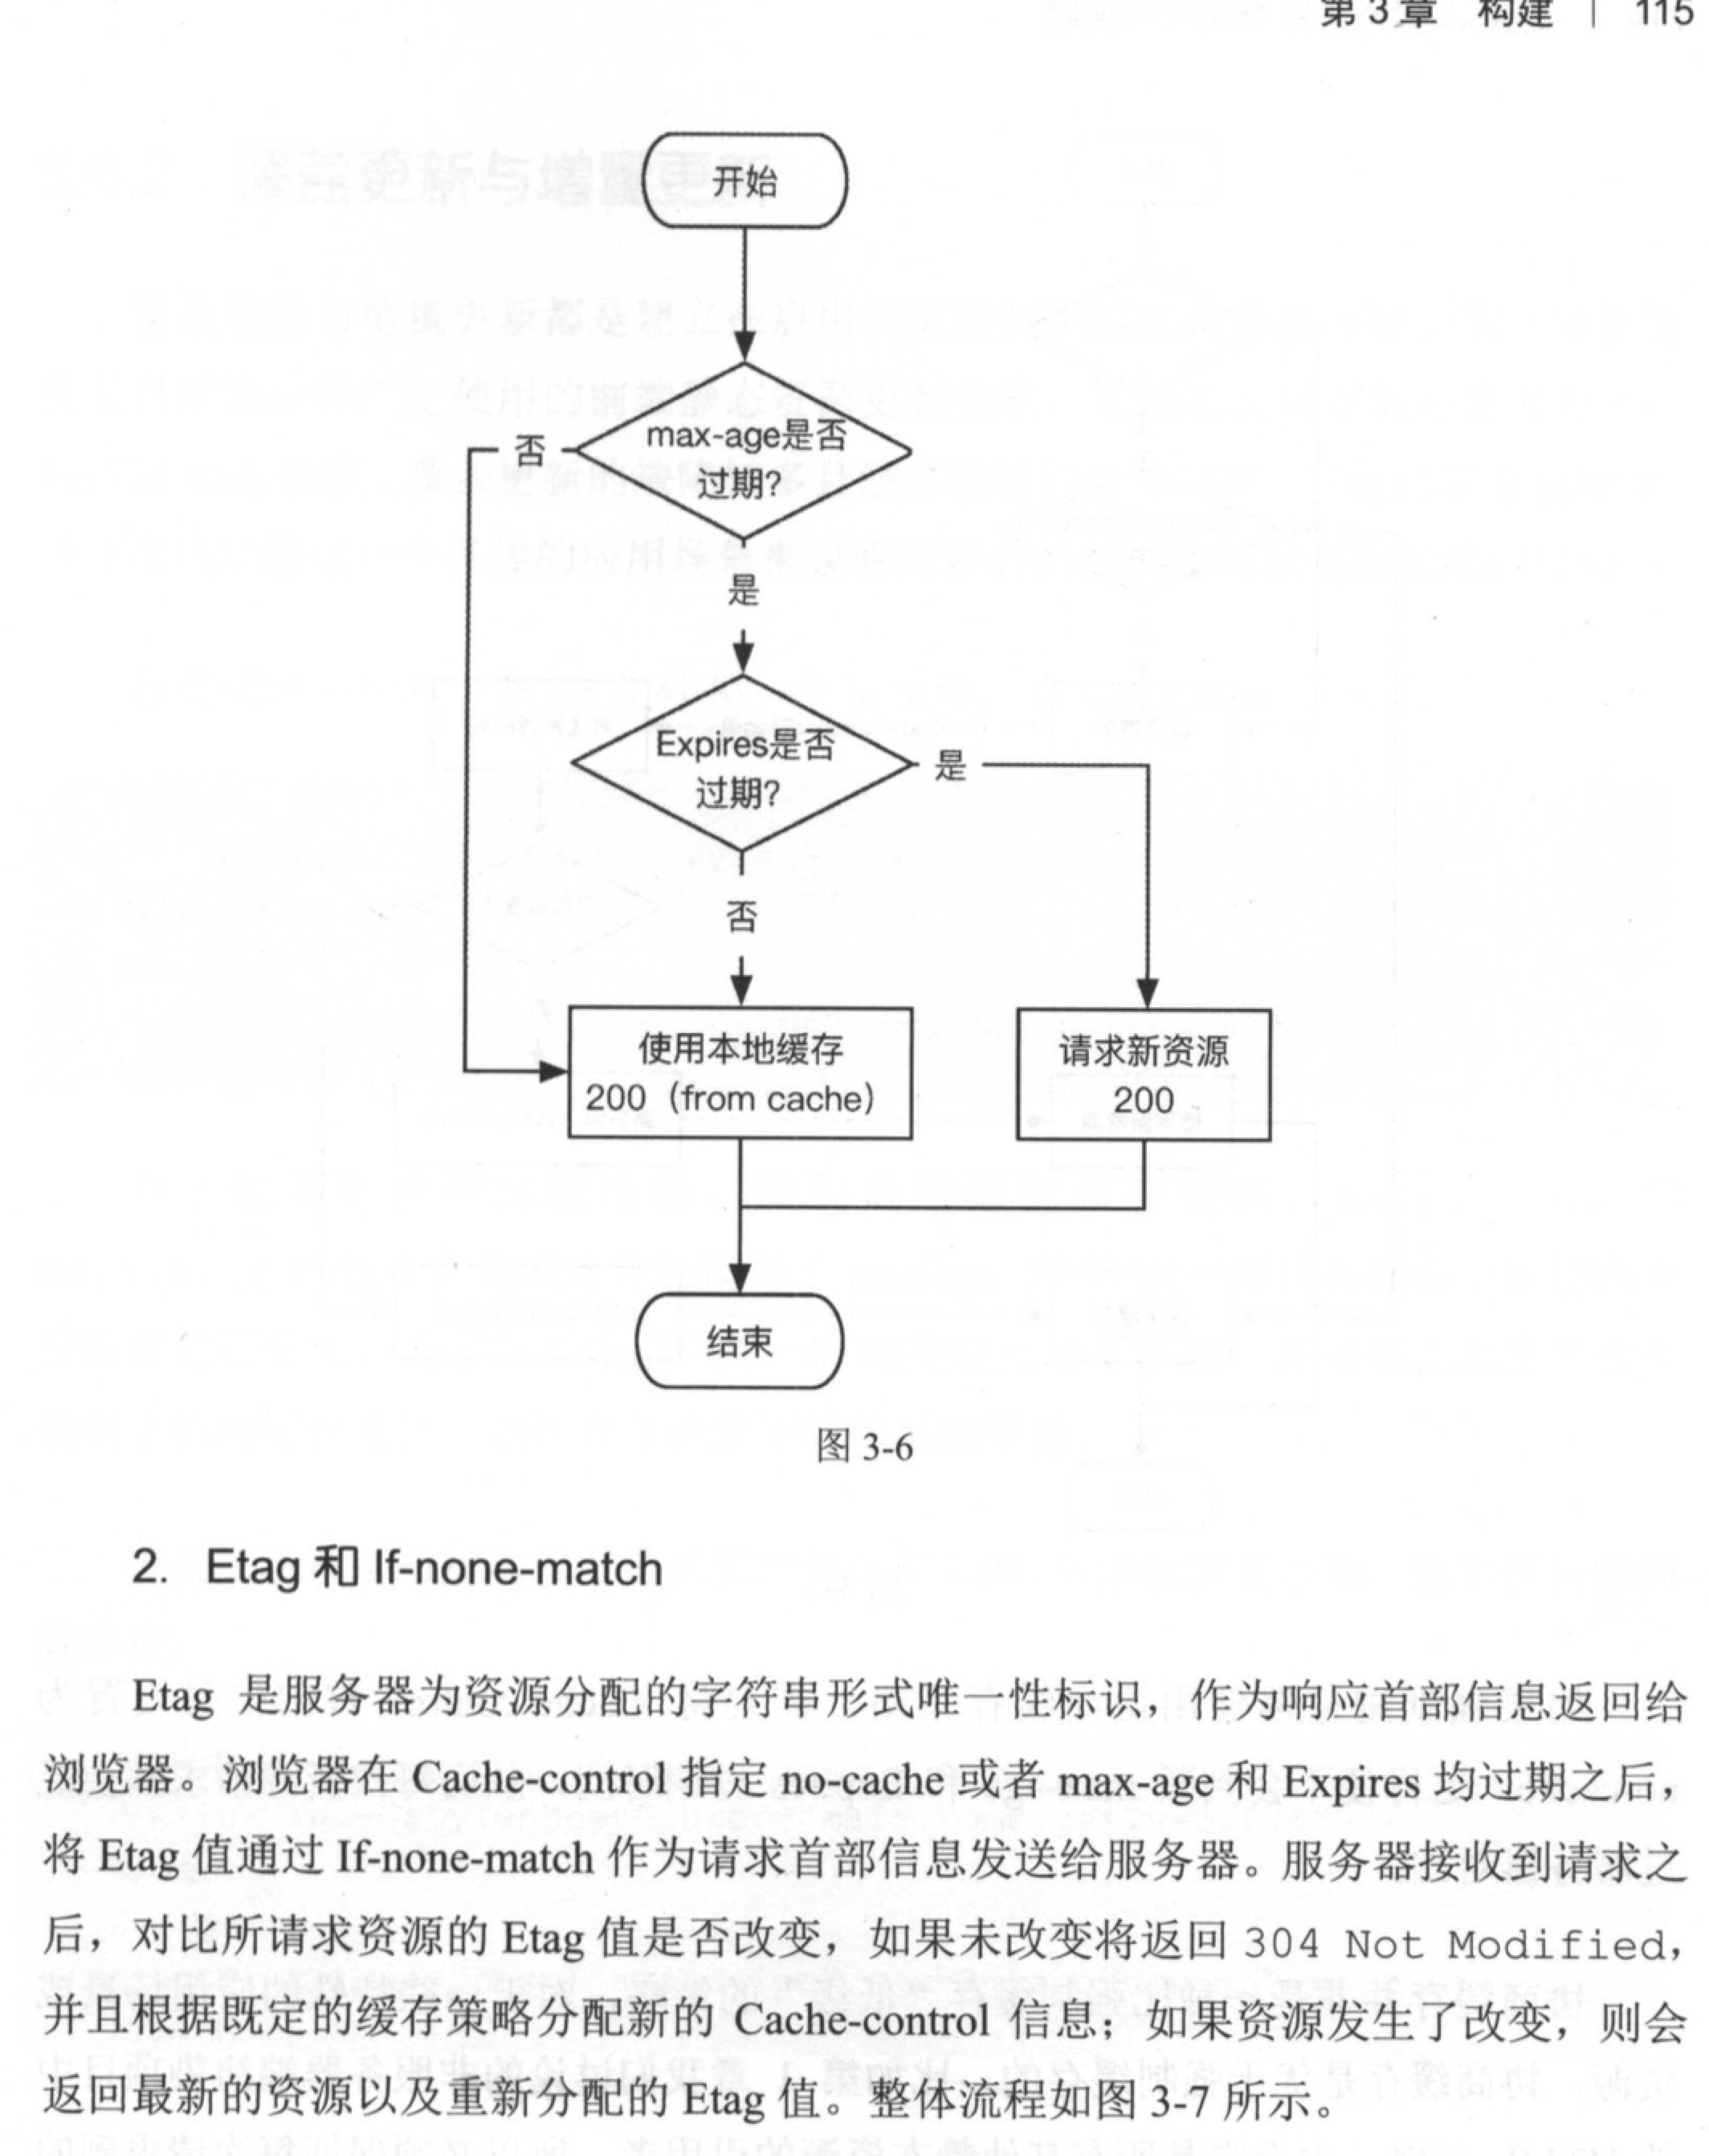 第 3 章 构建 | 115
开始
max-age是否
过期?
否
是
Expires是否
过期?
是
否
使用本地缓存
200（from cache）
请求新资源
200
结束
图 3-6
2. Etag 和 If-none-match
Etag 是服务器为资源分配的字符串形式唯一性标识，作为响应首部信息返回给
浏览器。浏览器在 Cache-control 指定 no-cache 或者 max-age 和 Expires 均过期之后，
将 Etag 值通过 If-none-match 作为请求首部信息发送给服务器。服务器接收到请求之
后，对比所请求资源的 Etag 值是否改变，如果未改变将返回 304 Not Modified，
并且根据既定的缓存策略分配新的 Cache-control 信息；如果资源发生了改变，则会
返回最新的资源以及重新分配的 Etag 值。整体流程如图 3-7 所示。